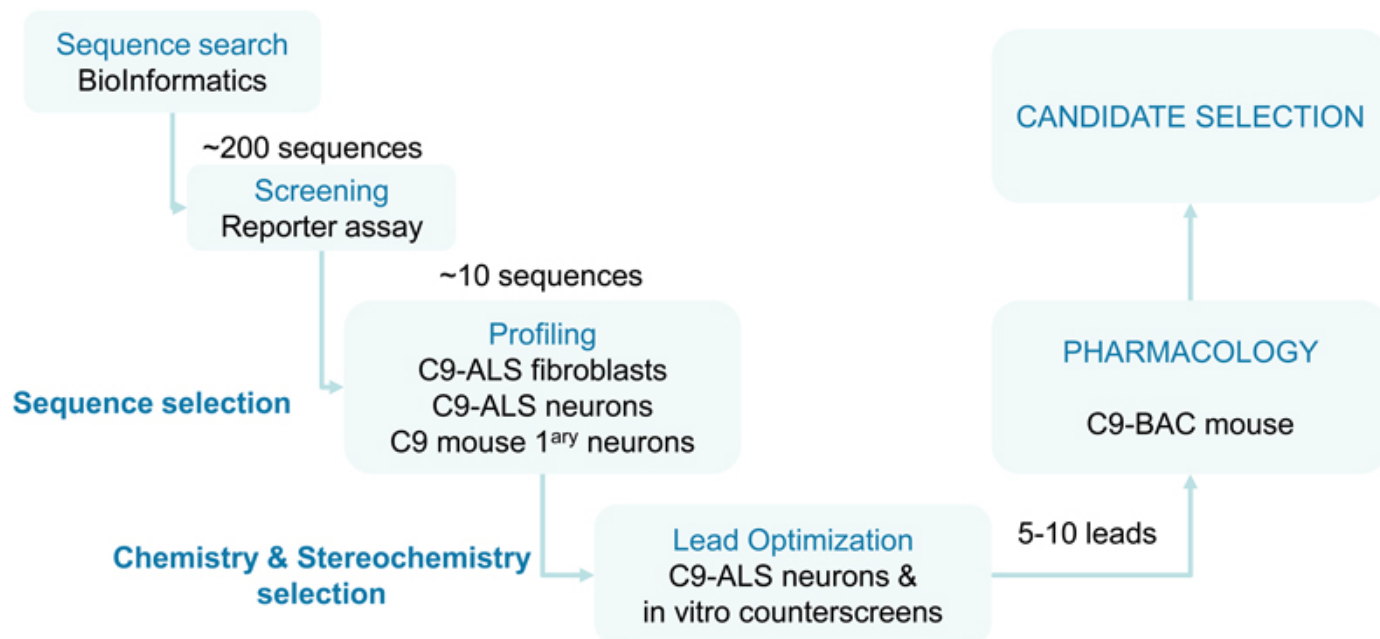 Sequence search
BioInformatics
~200 sequences
Screening
Reporter assay
~10 sequences
Profiling
C9-ALS fibroblasts
C9-ALS neurons
C9 mouse 1ary neurons
Sequence selection
Chemistry & Stereochemistry
selection
Lead Optimization
C9-ALS neurons &
in vitro counterscreens
5-10 leads
PHARMACOLOGY
C9-BAC mouse
CANDIDATE SELECTION